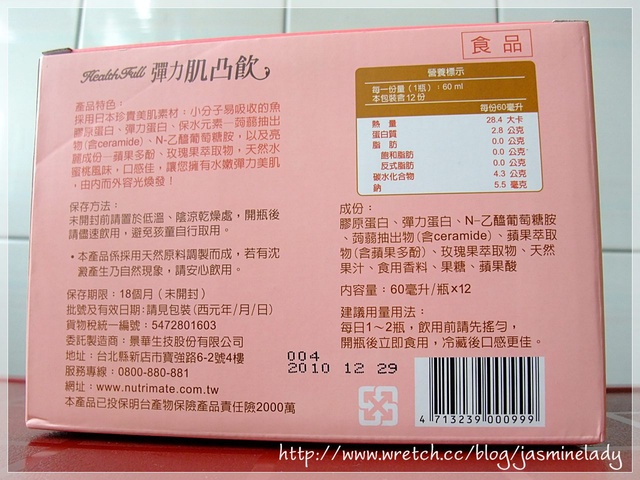 食品
HealthFull 彈力肌凸飲
產品特色：
採用日本珍貴美肌素材：小分子易吸收的魚
膠原蛋白、彈力蛋白、保水元素─蒟蒻抽出
物(含ceramide)、N-乙醯葡萄糖胺，以及亮
麗成份─蘋果多酚、玫瑰果萃取物，天然水
蜜桃風味，口感佳，讓您擁有水嫩彈力美肌
，由內而外容光煥發！
保存方法：
未開封前請置於低溫、陰涼乾燥處，開瓶後
請儘速飲用，避免孩童自行取用。
・本產品係採用天然原料調製而成，若有沈
澱產生乃自然現象，請安心飲用。
保存期限：18個月（未開封）
批號及有效日期：請見包裝（西元年/月/日）
貨物稅統一編號：5472801603
委託製造商：景華生技股份有限公司
地址：台北縣新店市寶強路6-2號4樓
服務專線：0800-880-881
網址：www.nutrimate.com.tw
本產品已投保明台產物保險產品責任險2000萬
營養標示
每一份量（1瓶）：60 ml
本包裝含12份
每份60毫升
熱 量 28.4 大卡
蛋白質 2.8 公克
脂 肪 0.0 公克
飽和脂肪 0.0 公克
反式脂肪 0.0 公克
碳水化合物 4.3 公克
鈉 5.5 毫克
成份：
膠原蛋白、彈力蛋白、N-乙醯葡萄糖胺
、蒟蒻抽出物(含ceramide)、蘋果萃取
物(含蘋果多酚)、玫瑰果萃取物、天然
果汁、食用香料、果糖、蘋果酸
內容量：60毫升/瓶×12
建議用量用法：
每日1～2瓶，飲用前請先搖勻，
開瓶後立即食用，冷藏後口感更佳。
004
2010 12 29
4 713239 000999
http://www.wretch.cc/blog/jasminelady